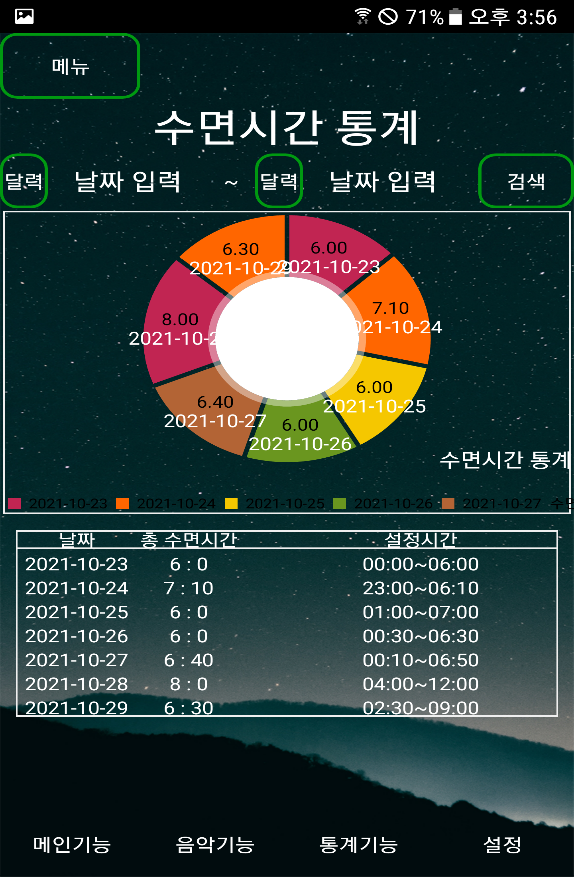 71% 오후 3:56
메뉴
수면시간 통계
달력 날짜 입력 ~ 달력 날짜 입력 검색
6.30 6.00
2021-10-29 2021-10-23
8.00 7.10
2021-10-2 2021-10-24
6.40 6.00
2021-10-27 2021-10-25
6.00
2021-10-26
수면시간 통계
2021-10-23 2021-10-24 2021-10-25 2021-10-26 2021-10-27
날짜 총 수면시간 설정시간
2021-10-23 6 : 0 00:00~06:00
2021-10-24 7 : 10 23:00~06:10
2021-10-25 6 : 0 01:00~07:00
2021-10-26 6 : 0 00:30~06:30
2021-10-27 6 : 40 00:10~06:50
2021-10-28 8 : 0 04:00~12:00
2021-10-29 6 : 30 02:30~09:00
메인기능 음악기능 통계기능 설정